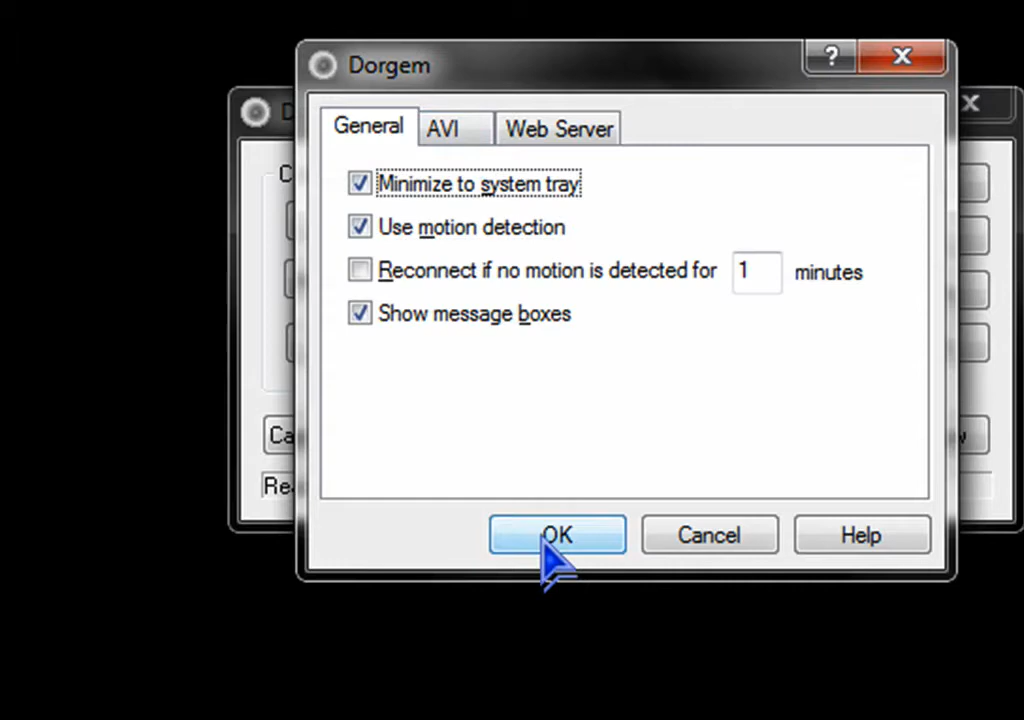 Dorgem
General
AVI
Web Server
Minimize to system tray
Use motion detection
Reconnect if no motion is detected for 1 minutes
Show message boxes
OK
Cancel
Help